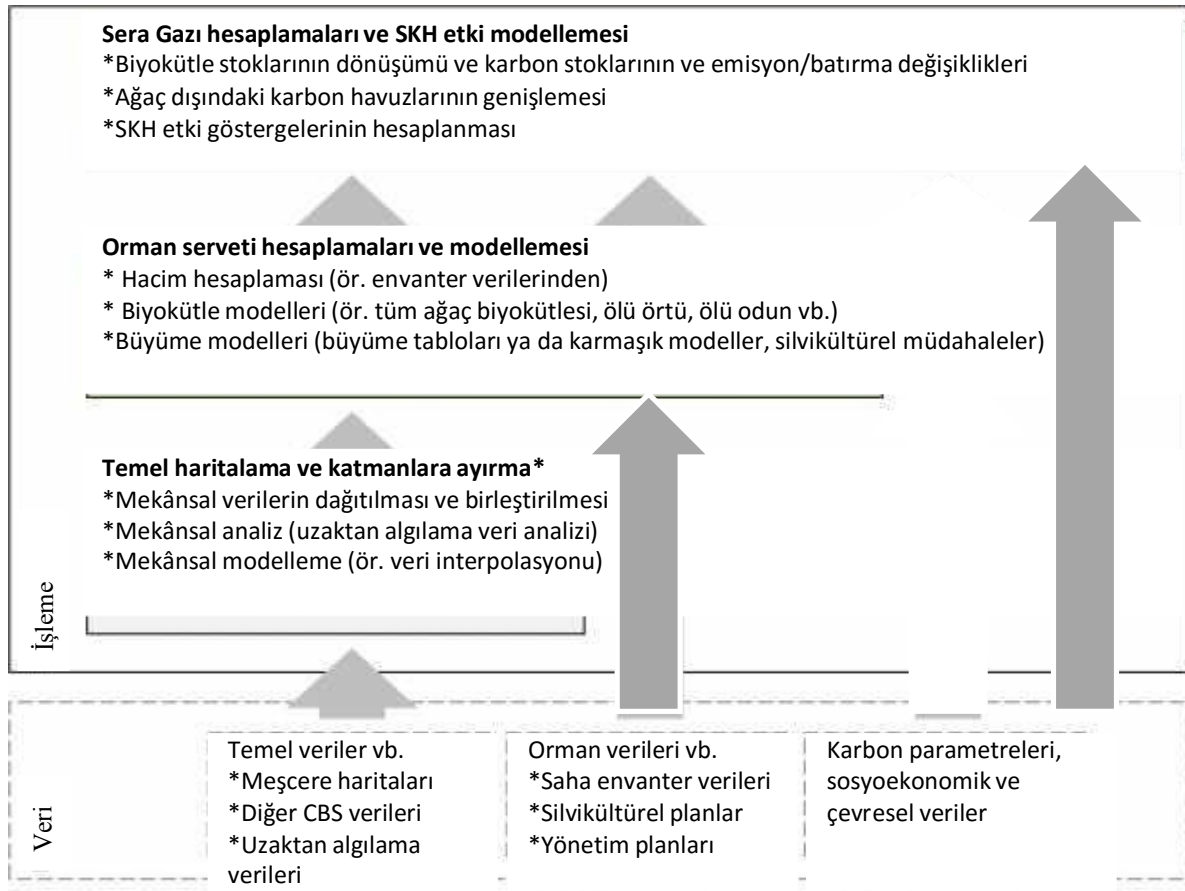 Sera Gazı hesaplamaları ve SKH etki modellemesi
*Biyokütle stoklarının dönüşümü ve karbon stoklarının ve emisyon/batırma değişiklikleri
*Ağaç dışındaki karbon havuzlarının genişlemesi
*SKH etki göstergelerinin hesaplanması
Orman serveti hesaplamaları ve modellemesi
* Hacim hesaplaması (ör. envanter verilerinden)
* Biyokütle modelleri (ör. tüm ağaç biyokütlesi, ölü örtü, ölü odun vb.)
*Büyüme modelleri (büyüme tabloları ya da karmaşık modeller, silvikültürel müdahaleler)
Temel haritalama ve katmanlara ayırma*
*Mekânsal verilerin dağıtılması ve birleştirilmesi
*Mekânsal analiz (uzaktan algılama veri analizi)
*Mekânsal modelleme (ör. veri interpolasyonu)
İşleme
Temel veriler vb.
*Meşcere haritaları
*Diğer CBS verileri
*Uzaktan algılama
verileri
Orman verileri vb.
*Saha envanter verileri
*Silvikültürel planlar
*Yönetim planları
Karbon parametreleri,
sosyoekonomik ve
çevresel veriler
Veri